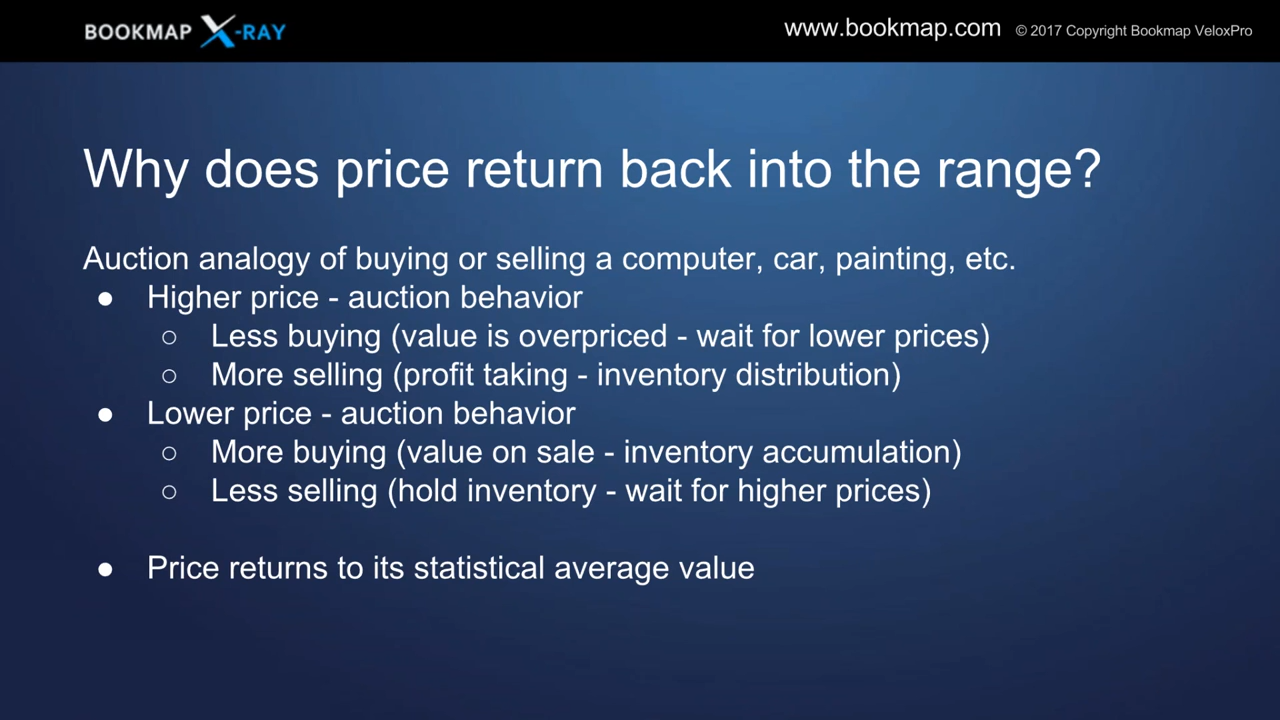 BOOKMAP X-RAY
www.bookmap.com © 2017 Copyright Bookmap VeloxPro
Why does price return back into the range?
Auction analogy of buying or selling a computer, car, painting, etc.
● Higher price - auction behavior
○ Less buying (value is overpriced - wait for lower prices)
○ More selling (profit taking - inventory distribution)
● Lower price - auction behavior
○ More buying (value on sale - inventory accumulation)
○ Less selling (hold inventory - wait for higher prices)
● Price returns to its statistical average value